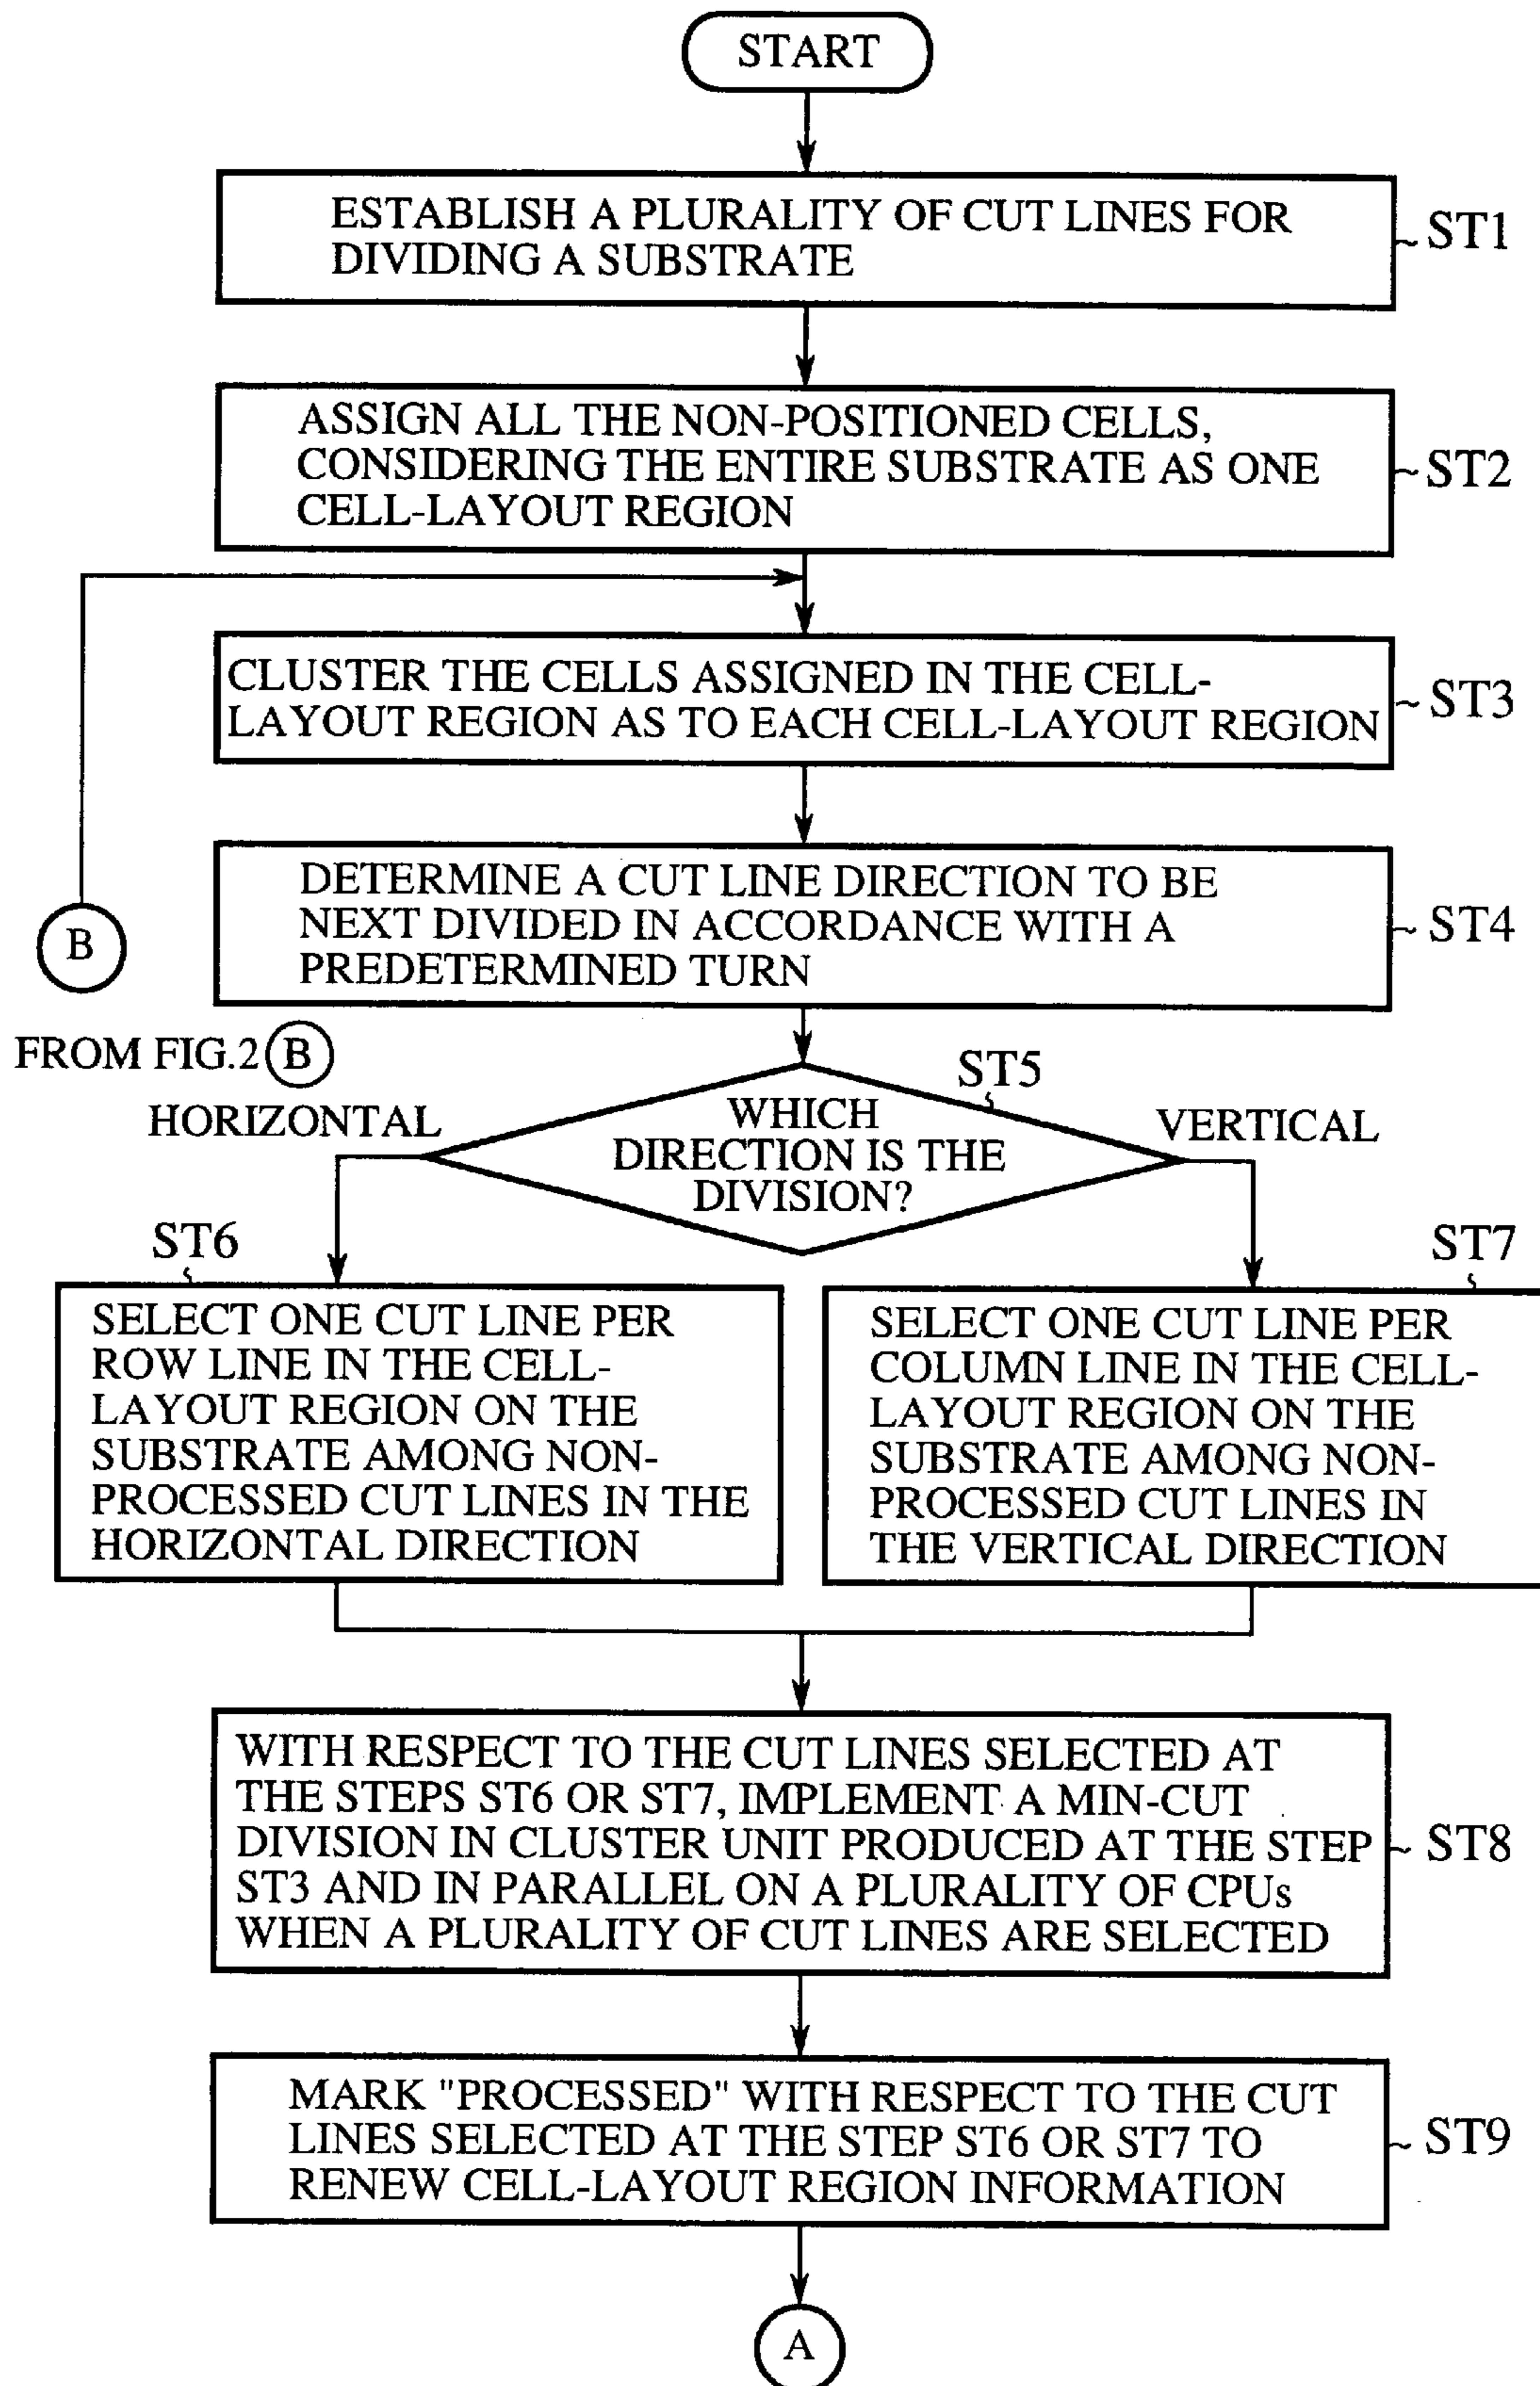 START
ESTABLISH A PLURALITY OF CUT LINES FOR
DIVIDING A SUBSTRATE
ST1
ASSIGN ALL THE NON-POSITIONED CELLS,
CONSIDERING THE ENTIRE SUBSTRATE AS ONE
CELL-LAYOUT REGION
ST2
CLUSTER THE CELLS ASSIGNED IN THE CELL-
LAYOUT REGION AS TO EACH CELL-LAYOUT REGION
ST3
DETERMINE A CUT LINE DIRECTION TO BE
NEXT DIVIDED IN ACCORDANCE WITH A
PREDETERMINED TURN
ST4
B
FROM FIG.2 B
ST5
HORIZONTAL
WHICH
DIRECTION IS THE
DIVISION?
VERTICAL
ST6
SELECT ONE CUT LINE PER
ROW LINE IN THE CELL-
LAYOUT REGION ON THE
SUBSTRATE AMONG NON-
PROCESSED CUT LINES IN THE
HORIZONTAL DIRECTION
ST7
SELECT ONE CUT LINE PER
COLUMN LINE IN THE CELL-
LAYOUT REGION ON THE
SUBSTRATE AMONG NON-
PROCESSED CUT LINES IN
THE VERTICAL DIRECTION
WITH RESPECT TO THE CUT LINES SELECTED AT
THE STEPS ST6 OR ST7, IMPLEMENT A MIN-CUT
DIVISION IN CLUSTER UNIT PRODUCED AT THE STEP
ST3 AND IN PARALLEL ON A PLURALITY OF CPUs
WHEN A PLURALITY OF CUT LINES ARE SELECTED
ST8
MARK "PROCESSED" WITH RESPECT TO THE CUT
LINES SELECTED AT THE STEP ST6 OR ST7 TO
RENEW CELL-LAYOUT REGION INFORMATION
ST9
A